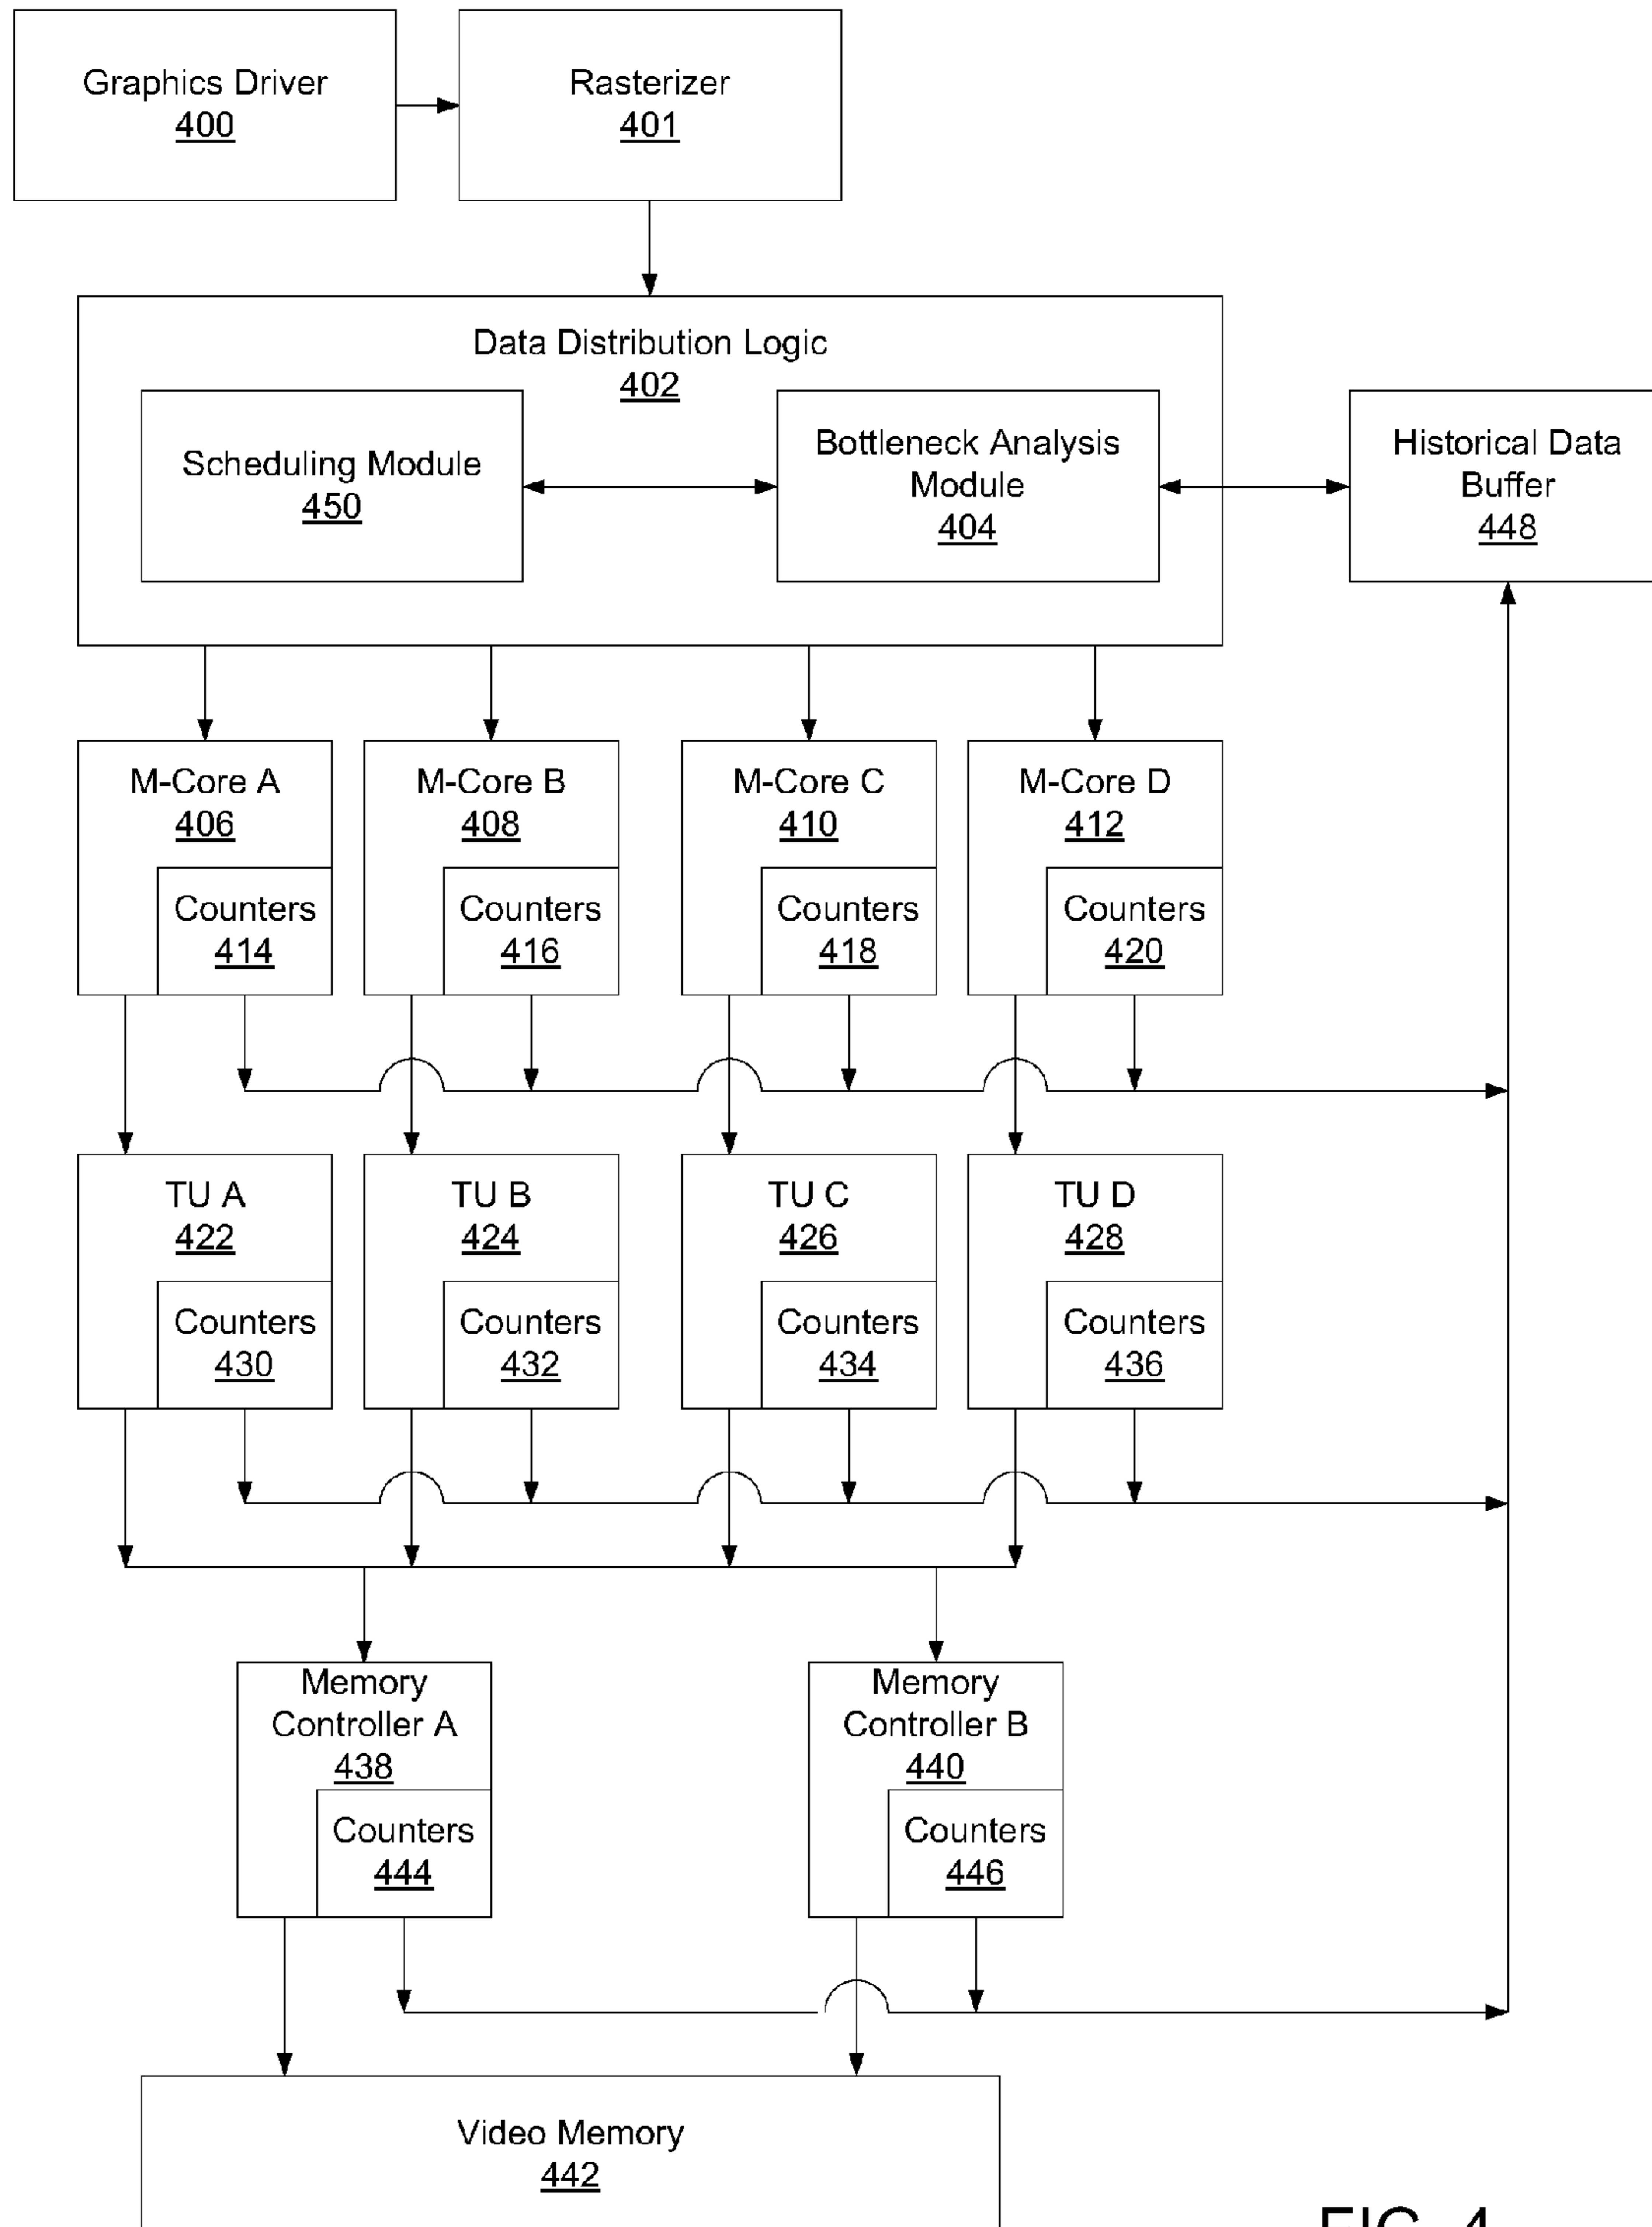 Graphics Driver
400
Rasterizer
401
Data Distribution Logic
402
Scheduling Module
450
Bottleneck Analysis
Module
404
Historical Data
Buffer
448
M-Core A
406
Counters
414
M-Core B
408
Counters
416
M-Core C
410
Counters
418
M-Core D
412
Counters
420
TU A
422
Counters
430
TU B
424
Counters
432
TU C
426
Counters
434
TU D
428
Counters
436
Memory
Controller A
438
Counters
444
Memory
Controller B
440
Counters
446
Video Memory
442
FIG. 4